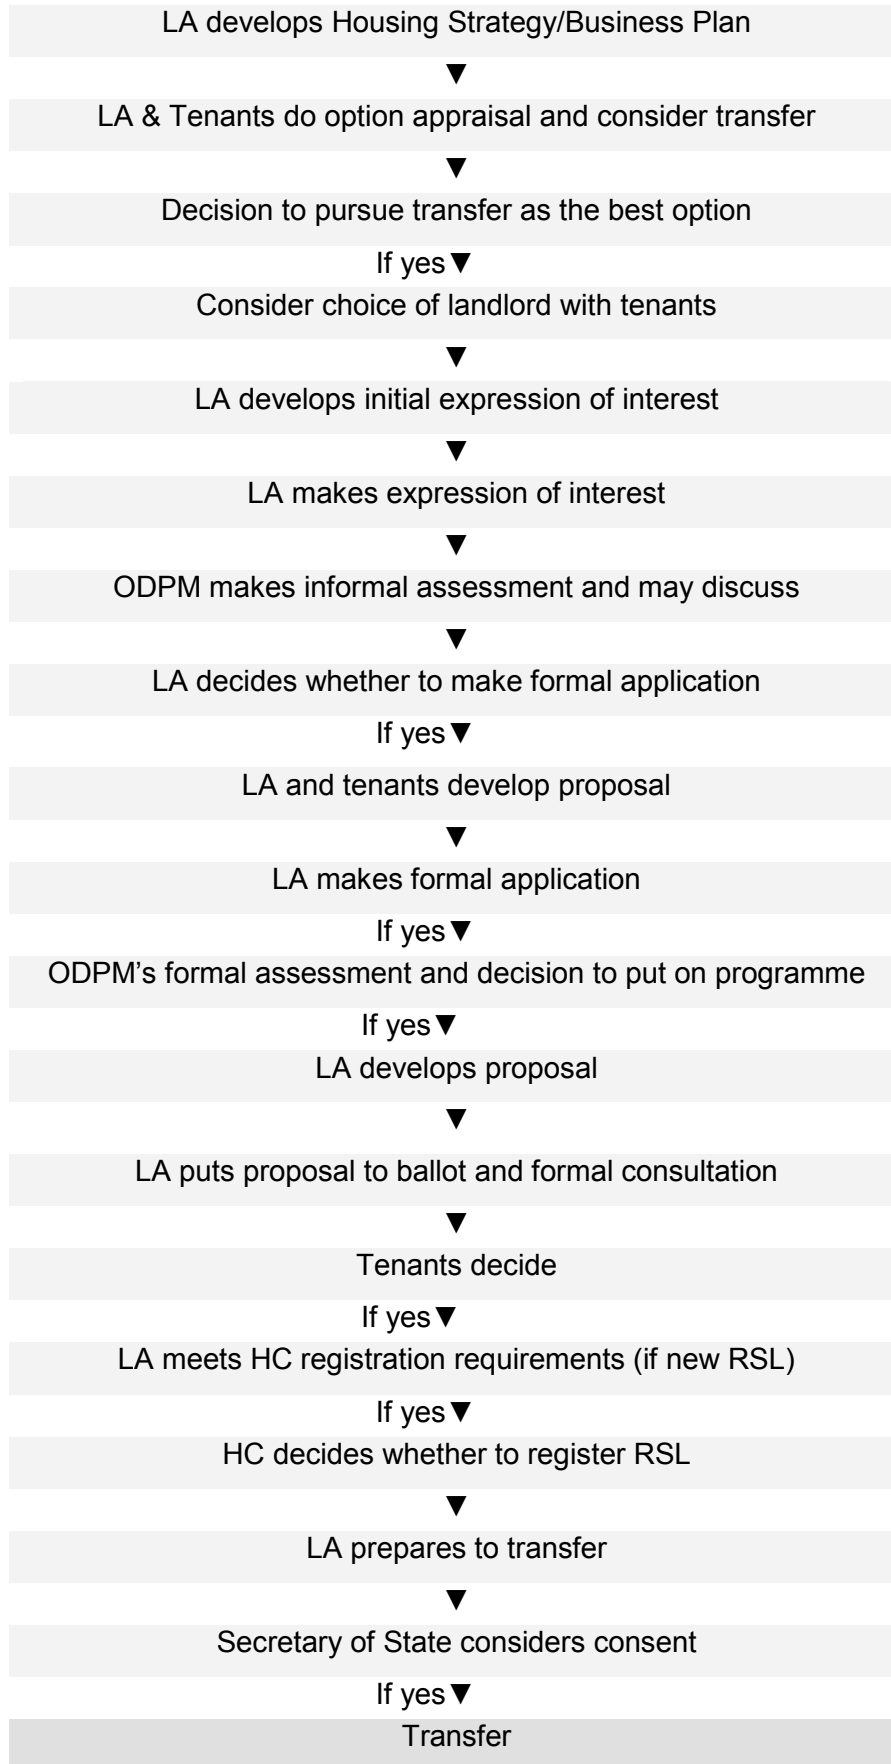 LA develops Housing Strategy/Business Plan
▼
LA & Tenants do option appraisal and consider transfer
▼
Decision to pursue transfer as the best option
If yes▼
Consider choice of landlord with tenants
▼
LA develops initial expression of interest
▼
LA makes expression of interest
▼
ODPM makes informal assessment and may discuss
▼
LA decides whether to make formal application
If yes▼
LA and tenants develop proposal
▼
LA makes formal application
If yes▼
ODPM’s formal assessment and decision to put on programme
If yes▼
LA develops proposal
▼
LA puts proposal to ballot and formal consultation
▼
Tenants decide
If yes▼
LA meets HC registration requirements (if new RSL)
If yes▼
HC decides whether to register RSL
▼
LA prepares to transfer
▼
Secretary of State considers consent
If yes▼
Transfer